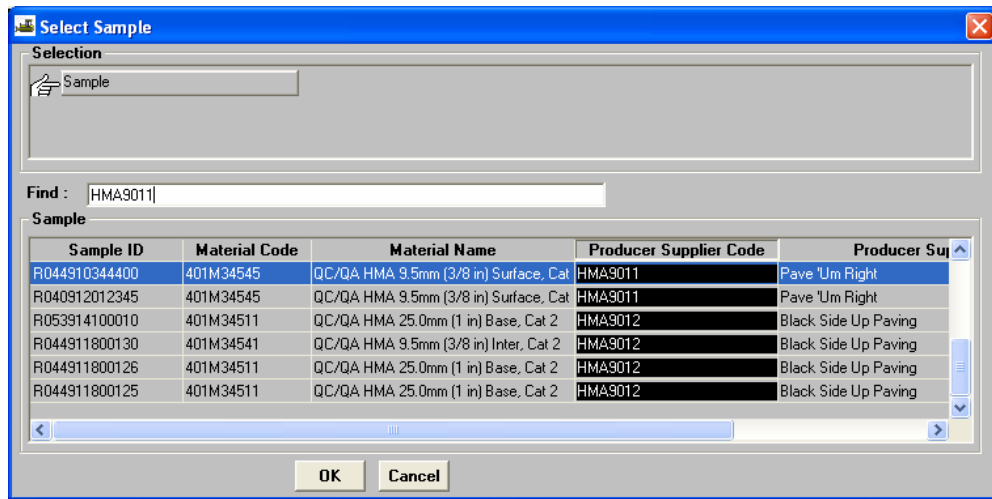 Select Sample
Selection
Sample
Find : HMA9011
Sample
Sample ID Material Code Material Name Producer Supplier Code Producer Sup
R044910344400 401M34545 QC/QA HMA 9.5mm (3/8 in) Surface, Cat HMA9011 Pave 'Um Right
R040912012345 401M34545 QC/QA HMA 9.5mm (3/8 in) Surface, Cat HMA9011 Pave 'Um Right
R053914100010 401M34511 QC/QA HMA 25.0mm (1 in) Base, Cat 2 HMA9012 Black Side Up Paving
R044911800130 401M34541 QC/QA HMA 9.5mm (3/8 in) Inter, Cat 2 HMA9012 Black Side Up Paving
R044911800126 401M34511 QC/QA HMA 25.0mm (1 in) Base, Cat 2 HMA9012 Black Side Up Paving
R044911800125 401M34511 QC/QA HMA 25.0mm (1 in) Base, Cat 2 HMA9012 Black Side Up Paving
OK Cancel